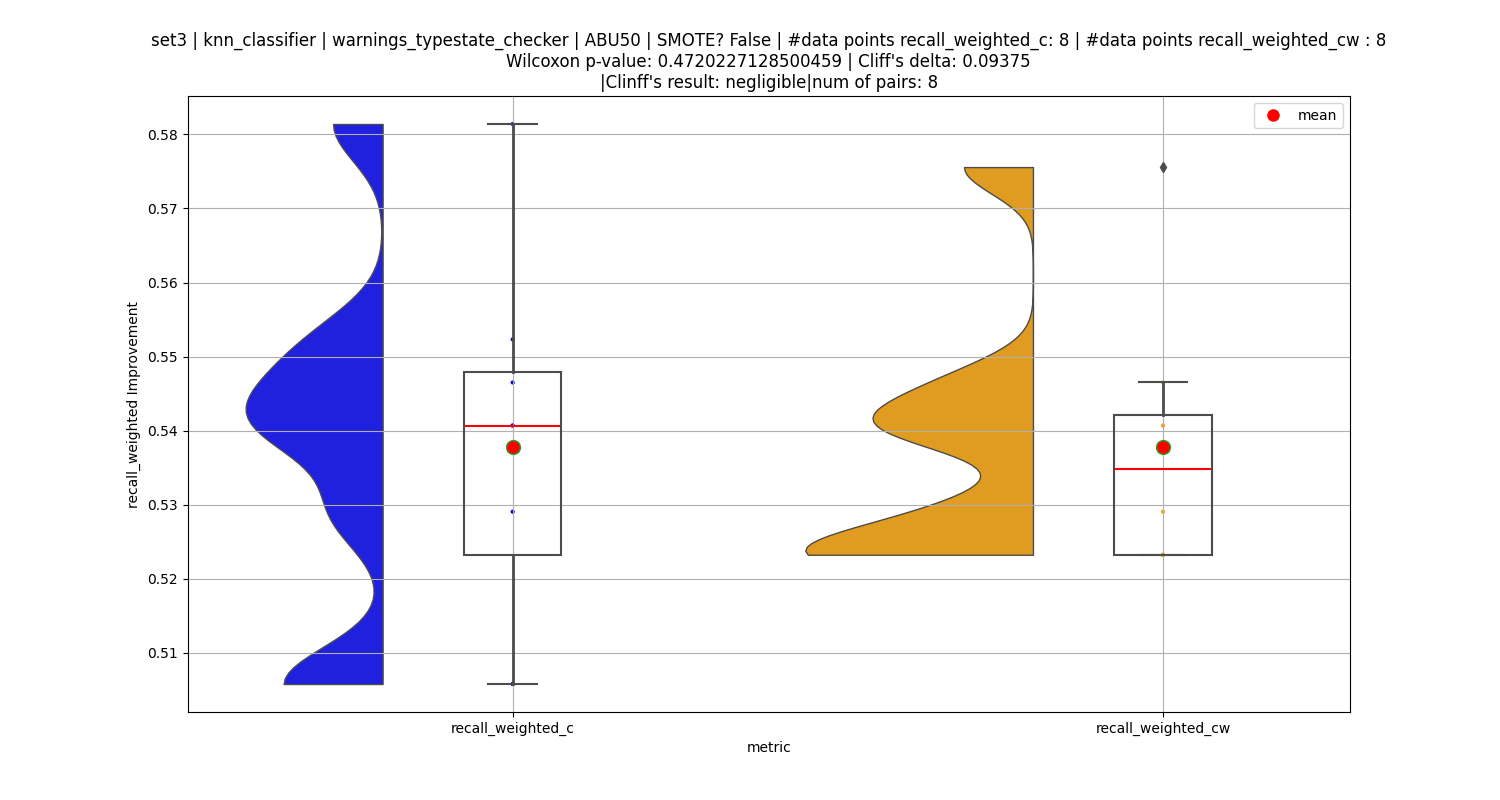 set3 | knn_classifier | warnings_typestate_checker | ABU50 | SMOTE? False | #data points recall_weighted_c: 8 | #data points recall_weighted_cw : 8
Wilcoxon p-value: 0.4720227128500459 | Cliff's delta: 0.09375
|Clinff's result: negligible|num of pairs: 8
mean
recall_weighted Improvement
0.58
0.57
0.56
0.55
0.54
0.53
0.52
0.51
recall_weighted_c
recall_weighted_cw
metric